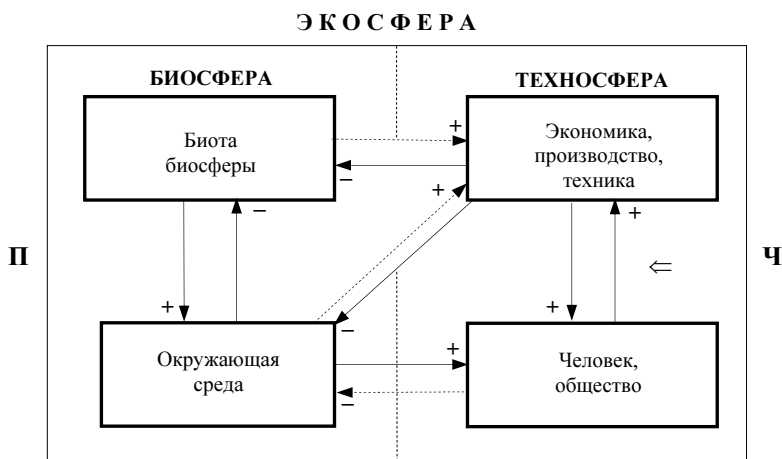 ЭКОСФЕРА
БИОСФЕРА
ТЕХНОСФЕРА
Биота
биосферы
Экономика,
производство,
техника
+
−
+
−
+
П
Ч
⇐
+
+
−
Окружающая
среда
+
−
Человек,
общество